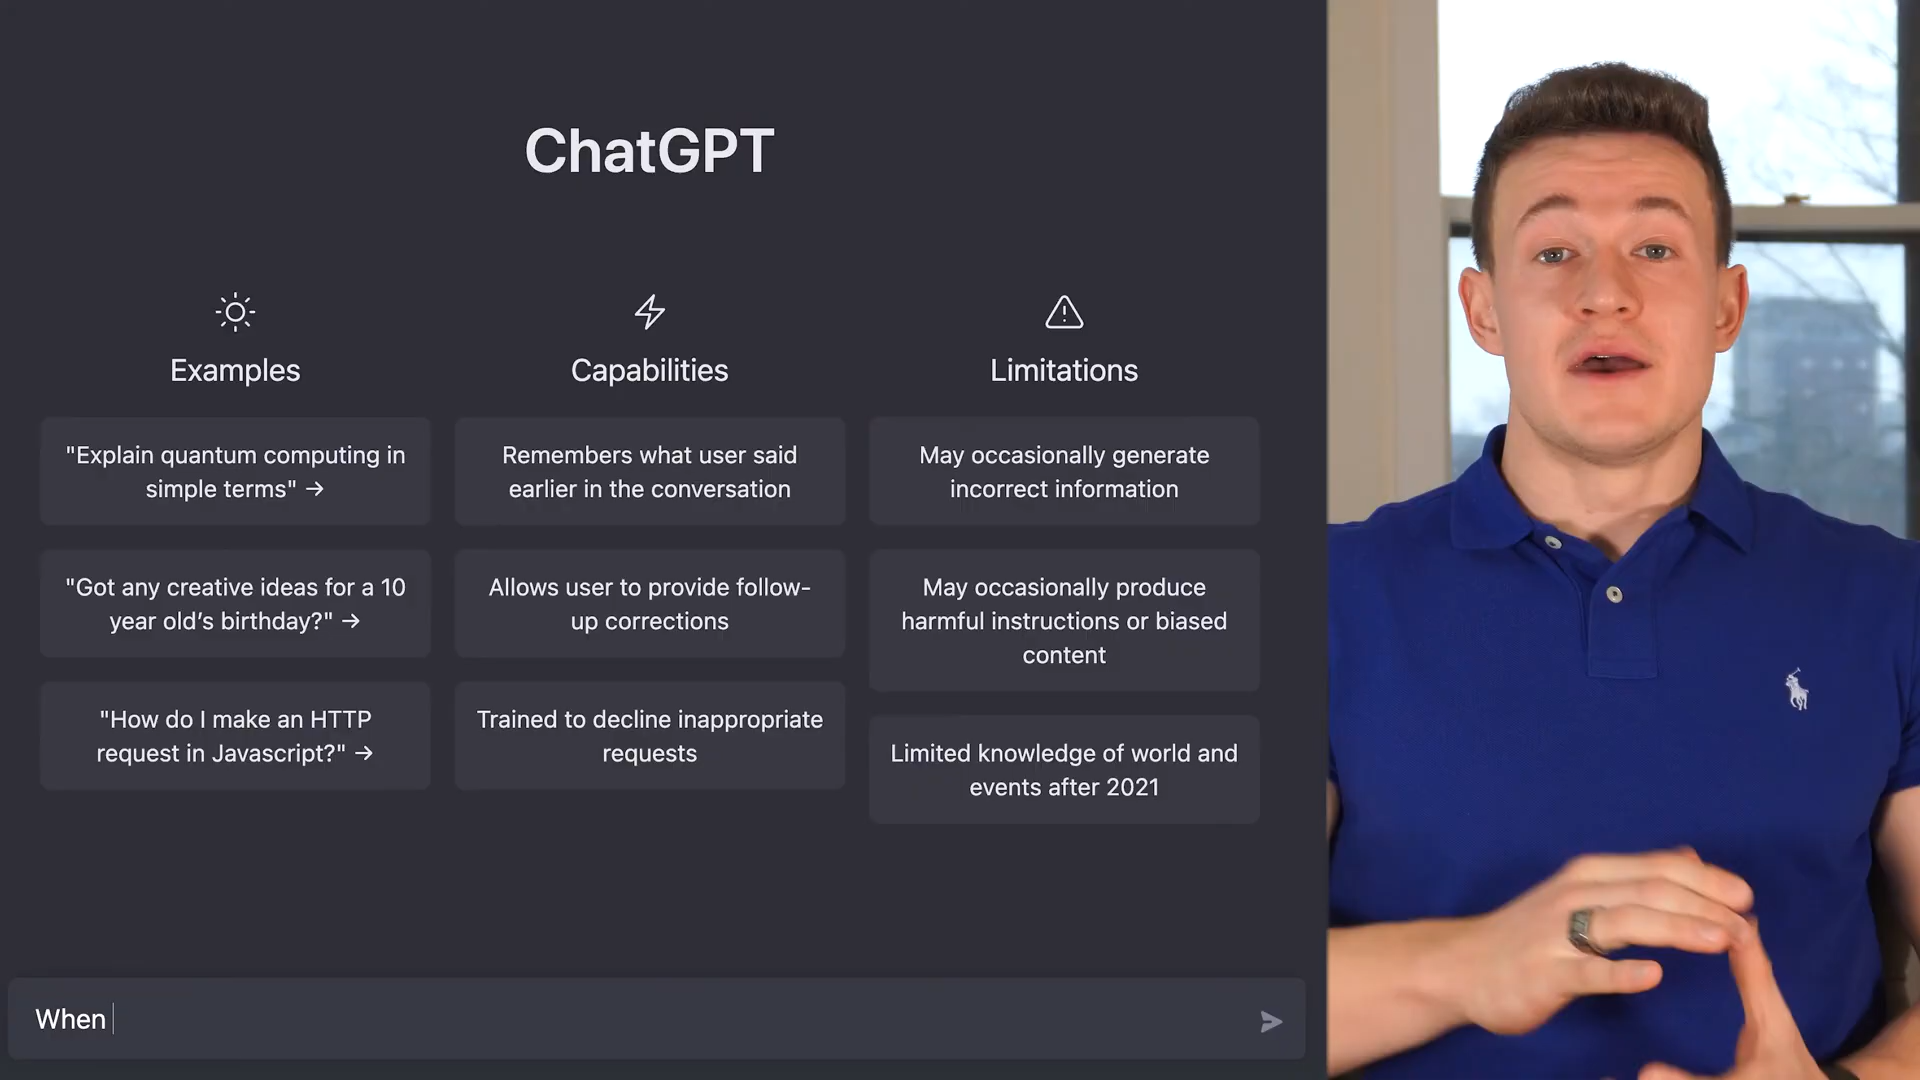 ChatGPT
Examples
"Explain quantum computing in
simple terms" →
"Got any creative ideas for a 10
year old’s birthday?" →
"How do I make an HTTP
request in Javascript?" →
Capabilities
Remembers what user said
earlier in the conversation
Allows user to provide follow-
up corrections
Trained to decline inappropriate
requests
Limitations
May occasionally generate
incorrect information
May occasionally produce
harmful instructions or biased
content
Limited knowledge of world and
events after 2021
When